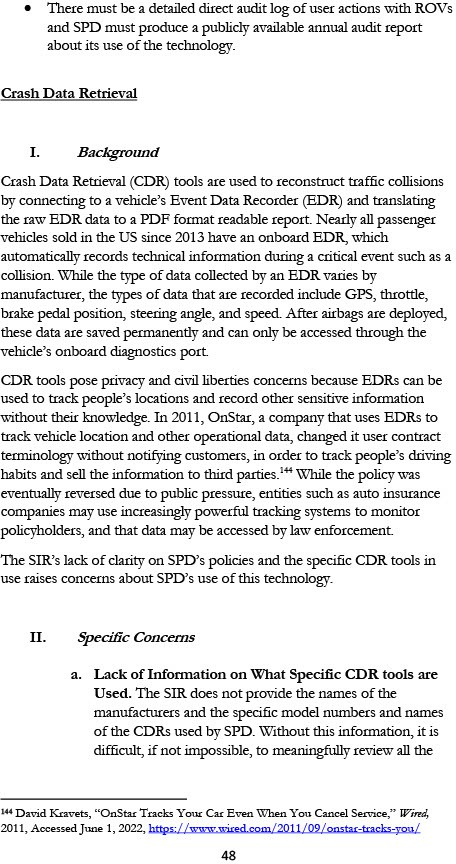 • There must be a detailed direct audit log of user actions with ROVs
and SPD must produce a publicly available annual audit report
about its use of the technology.
Crash Data Retrieval
I. Background
Crash Data Retrieval (CDR) tools are used to reconstruct traffic collisions
by connecting to a vehicle’s Event Data Recorder (EDR) and translating
the raw EDR data to a PDF format readable report. Nearly all passenger
vehicles sold in the US since 2013 have an onboard EDR, which
automatically records technical information during a critical event such as a
collision. While the type of data collected by an EDR varies by
manufacturer, the types of data that are recorded include GPS, throttle,
brake pedal position, steering angle, and speed. After airbags are deployed,
these data are saved permanently and can only be accessed through the
vehicle’s onboard diagnostics port.
CDR tools pose privacy and civil liberties concerns because EDRs can be
used to track people’s locations and record other sensitive information
without their knowledge. In 2011, OnStar, a company that uses EDRs to
track vehicle location and other operational data, changed it user contract
terminology without notifying customers, in order to track people’s driving
habits and sell the information to third parties.¹⁴⁴ While the policy was
eventually reversed due to public pressure, entities such as auto insurance
companies may use increasingly powerful tracking systems to monitor
policyholders, and that data may be accessed by law enforcement.
The SIR’s lack of clarity on SPD’s policies and the specific CDR tools in
use raises concerns about SPD’s use of this technology.
II. Specific Concerns
a. Lack of Information on What Specific CDR tools are
Used. The SIR does not provide the names of the
manufacturers and the specific model numbers and names
of the CDRs used by SPD. Without this information, it is
difficult, if not impossible, to meaningfully review all the
¹⁴⁴ David Kravets, “OnStar Tracks Your Car Even When You Cancel Service,” Wired,
2011, Accessed June 1, 2022, https://www.wired.com/2011/09/onstar-tracks-you/
48